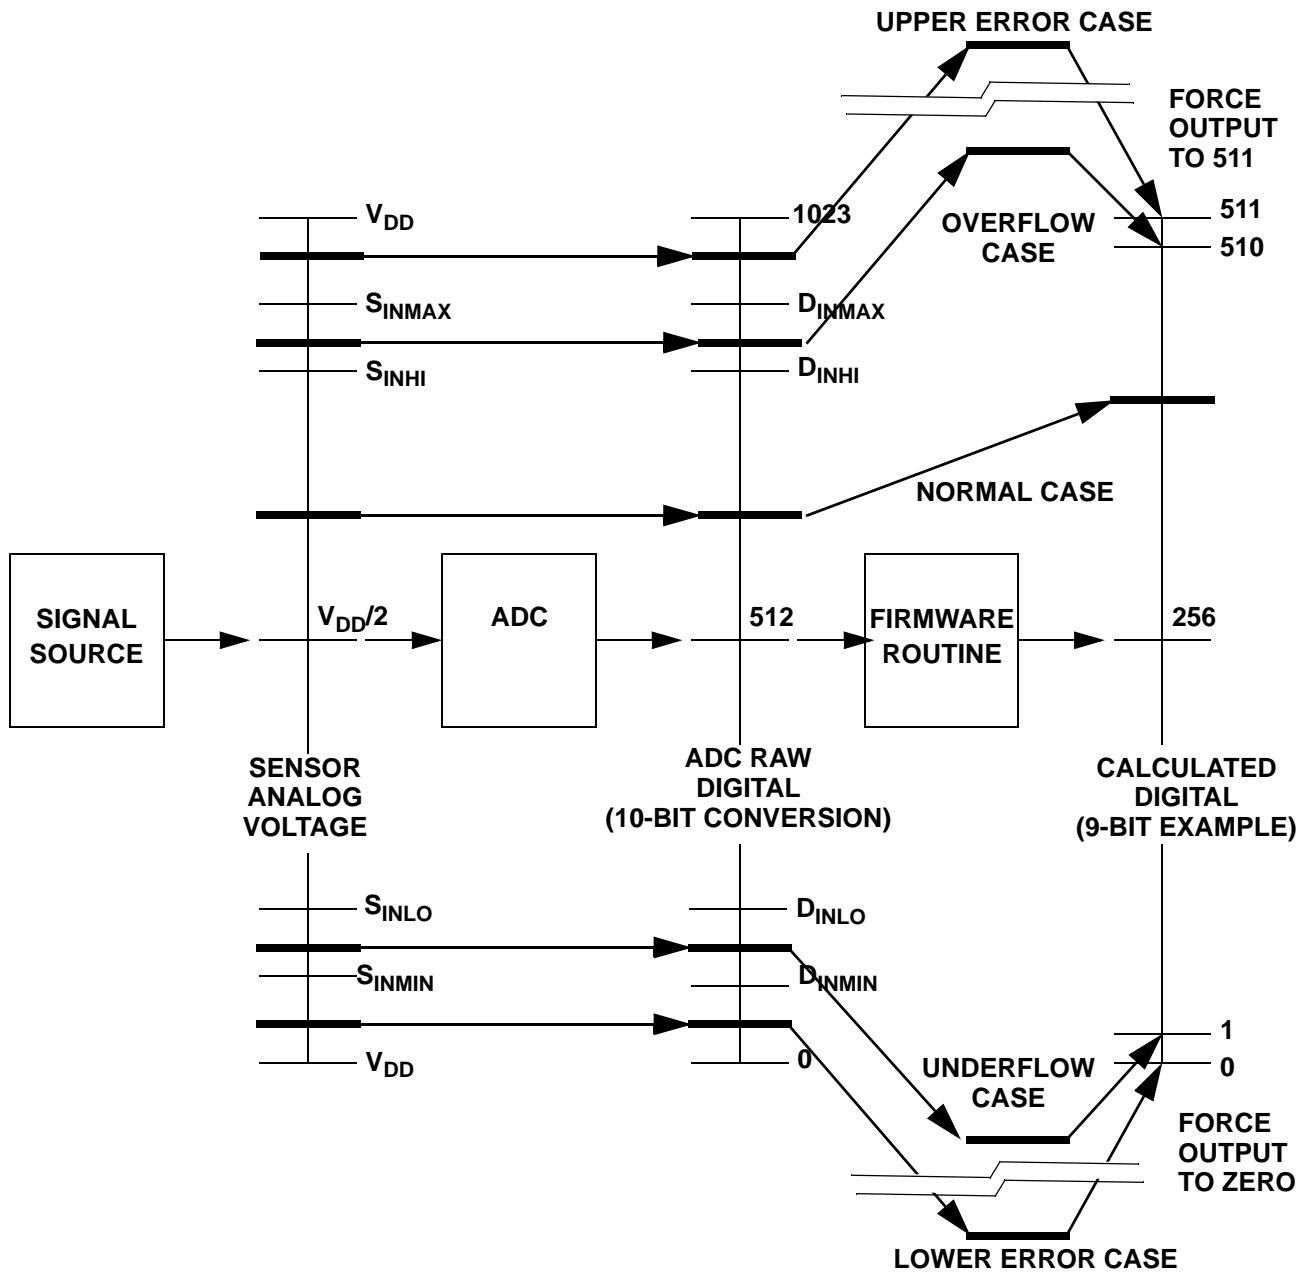 UPPER ERROR CASE
FORCE
OUTPUT
TO 511
VDD
1023
511
OVERFLOW
CASE
510
SINMAX
DINMAX
SINHI
DINHI
NORMAL CASE
SIGNAL
SOURCE
VDD/2
ADC
512
FIRMWARE
ROUTINE
256
SENSOR
ANALOG
VOLTAGE
ADC RAW
DIGITAL
(10-BIT CONVERSION)
CALCULATED
DIGITAL
(9-BIT EXAMPLE)
SINLO
DINLO
SINMIN
DINMIN
VDD
0
1
0
UNDERFLOW
CASE
FORCE
OUTPUT
TO ZERO
LOWER ERROR CASE